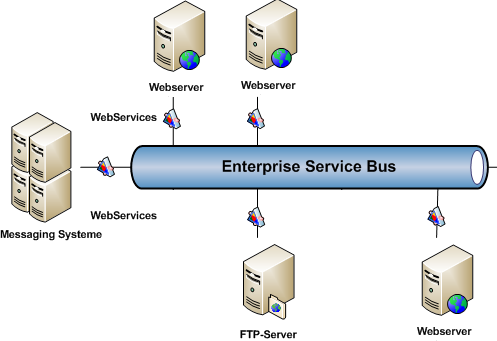 Webserver
Webserver
WebServices
Enterprise Service Bus
WebServices
Messaging Systeme
FTP-Server
Webserver